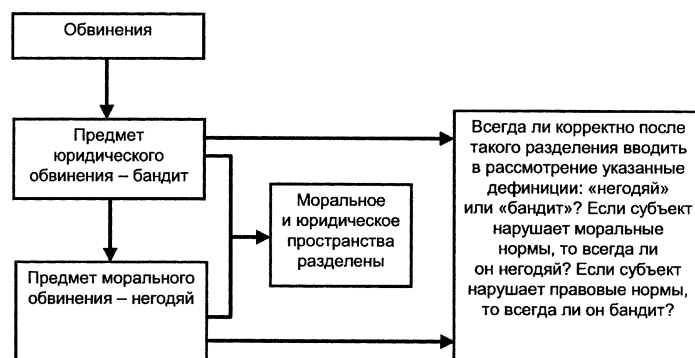 Обвинения
Предмет
юридического
обвинения – бандит
Предмет морального
обвинения – негодяй
Моральное
и юридическое
пространства
разделены
Всегда ли корректно после
такого разделения вводить
в рассмотрение указанные
дефиниции: «негодяй»
или «бандит»? Если субъект
нарушает моральные
нормы, то всегда ли
он негодяй? Если субъект
нарушает правовые нормы,
то всегда ли он бандит?